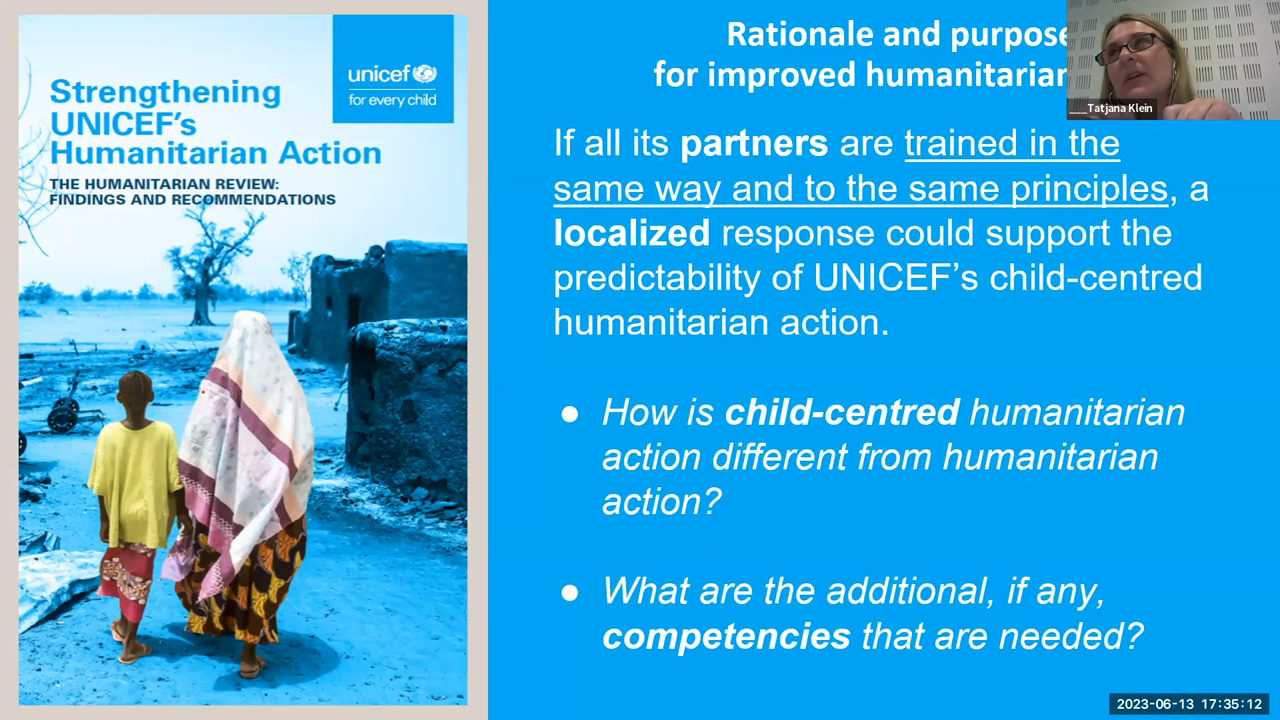 unicef
for every child
Strengthening
UNICEF's
Humanitarian Action
THE HUMANITARIAN REVIEW:
FINDINGS AND RECOMMENDATIONS
Rationale and purpose
for improved humanitarian
___Tatjana Klein
If all its partners are trained in the
same way and to the same principles, a
localized response could support the
predictability of UNICEF’s child-centred
humanitarian action.
● How is child-centred humanitarian
action different from humanitarian
action?
● What are the additional, if any,
competencies that are needed?
2023-06-13 17:35:12